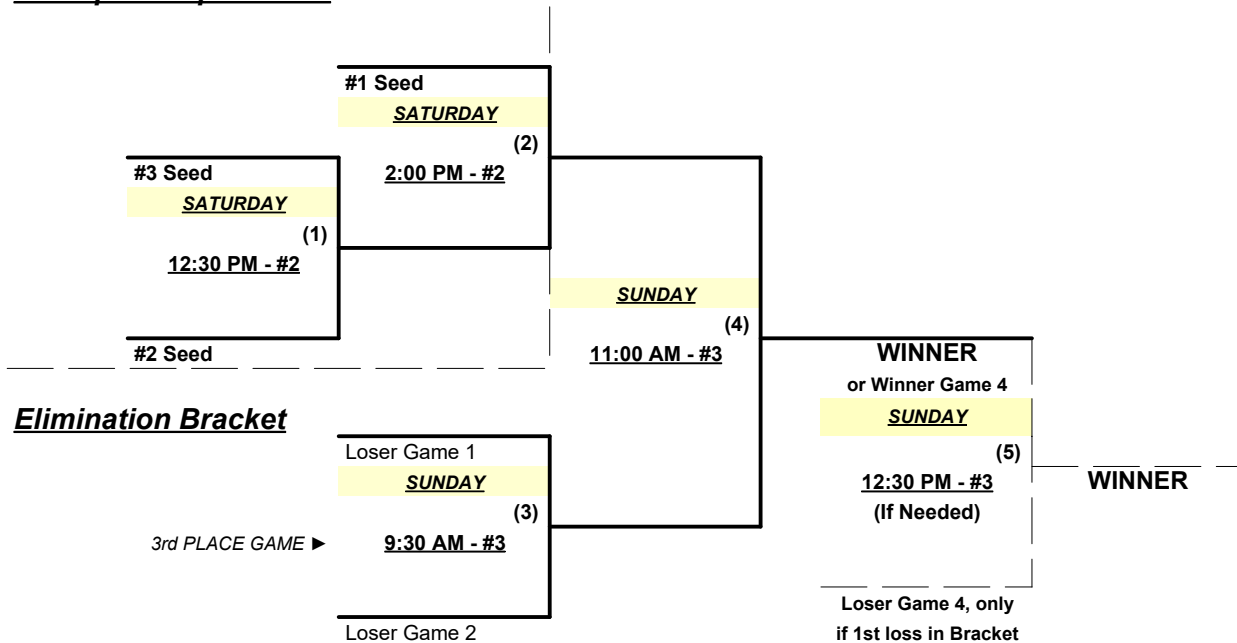 #1 Seed
SATURDAY
(2)
2:00 PM - #2
#3 Seed
SATURDAY
(1)
12:30 PM - #2
#2 Seed
SUNDAY
(4)
11:00 AM - #3
WINNER
or Winner Game 4
SUNDAY
(5)
12:30 PM - #3
(If Needed)
WINNER
Loser Game 4, only
if 1st loss in Bracket
Elimination Bracket
Loser Game 1
SUNDAY
(3)
3rd PLACE GAME ►
9:30 AM - #3
Loser Game 2